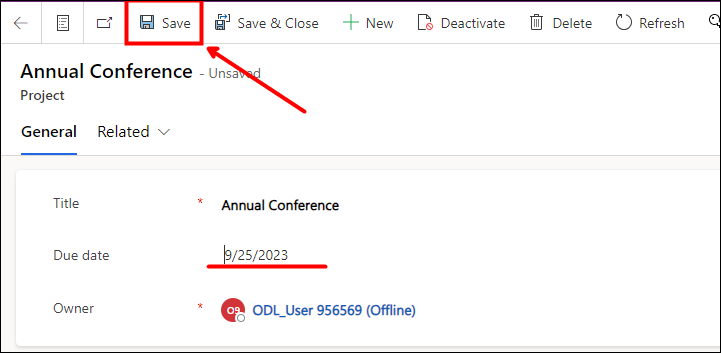 Save Save & Close New Deactivate Delete Refresh
Annual Conference - Unsaved
Project
General Related
Title * Annual Conference
Due date 9/25/2023
Owner * O9 ODL_User 956569 (Offline)